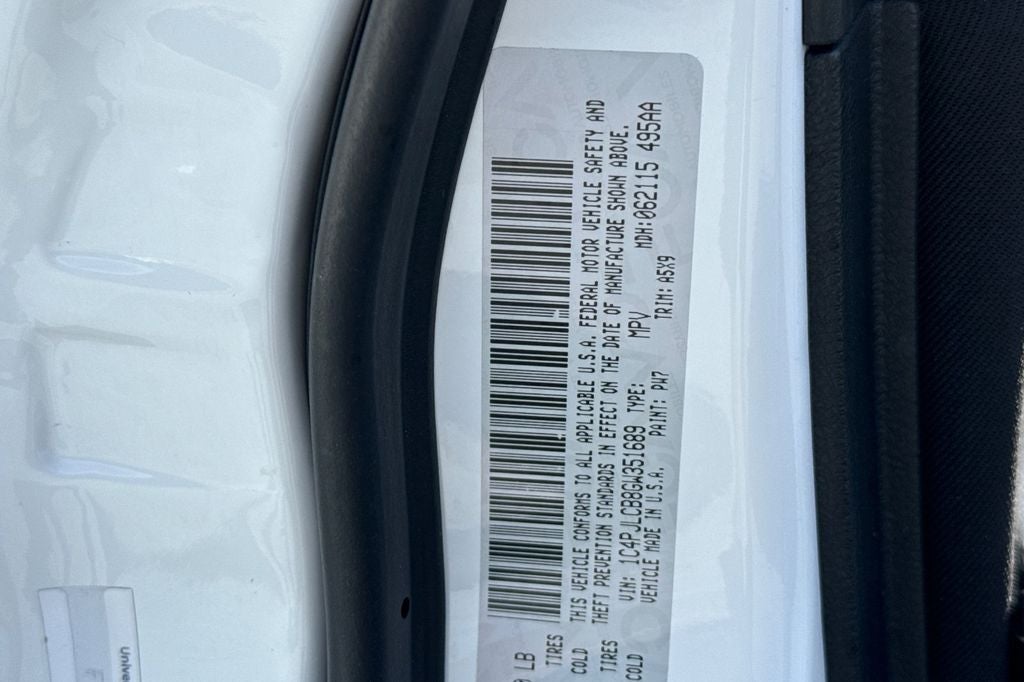 THIS VEHICLE CONFORMS TO ALL APPLICABLE U.S.A. FEDERAL MOTOR VEHICLE SAFETY AND
THEFT PREVENTION STANDARDS IN EFFECT ON THE DATE OF MANUFACTURE SHOWN ABOVE.
VIN: 1C4PJLCB8GW351689 TYPE: MPV MDH:062115 495AA
VEHICLE MADE IN U.S.A. PAINT: PW7 TRIM: A5X9
LB
TIRES
COLD
TIRES
COLD